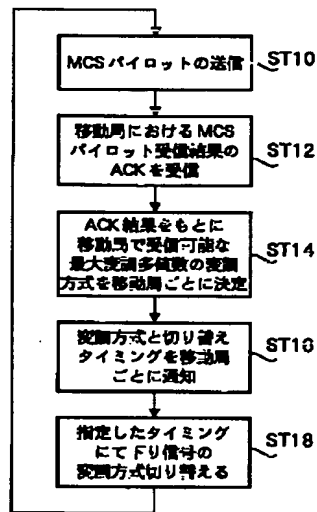 MCSパイロットの送信
ST10
移動局におけるMCS
パイロット受信結果の
ACKを受信
ST12
ACK結果をもとに
移動局で受信可能な
最大変調多値数の変調
方式を移動局ごとに決定
ST14
変調方式と切り替え
タイミングを移動局
ごとに通知
ST16
指定したタイミング
にて下り信号の
変調方式切り替える
ST18